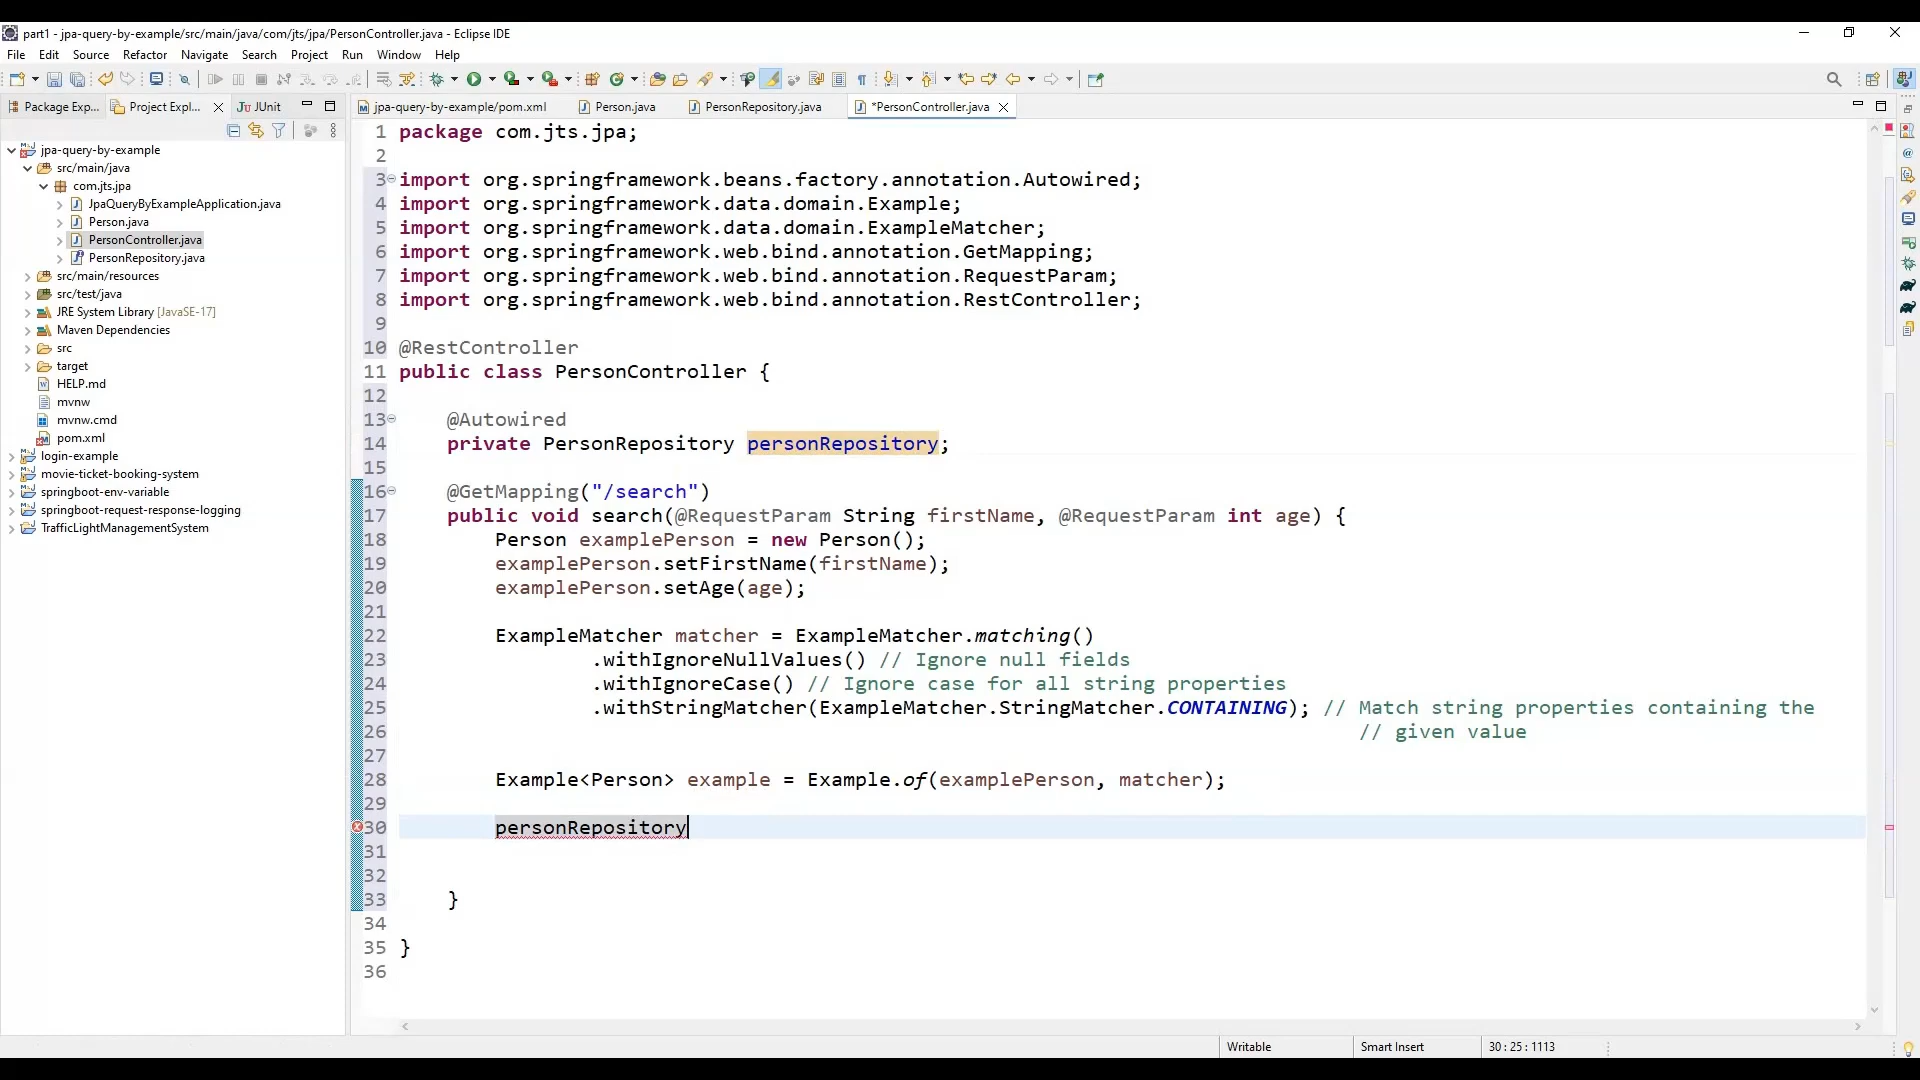 part1 - jpa-query-by-example/src/main/java/com/jts/jpa/PersonController.java - Eclipse IDE
File Edit Source Refactor Navigate Search Project Run Window Help
Package Exp... Project Expl... JUnit
jpa-query-by-example/pom.xml Person.java PersonRepository.java *PersonController.java
jpa-query-by-example
src/main/java
com.jts.jpa
JpaQueryByExampleApplication.java
Person.java
PersonController.java
PersonRepository.java
src/main/resources
src/test/java
JRE System Library [JavaSE-17]
Maven Dependencies
src
target
HELP.md
mvnw
mvnw.cmd
pom.xml
login-example
movie-ticket-booking-system
springboot-env-variable
springboot-request-response-logging
TrafficLightManagementSystem
1 package com.jts.jpa;
2
3 import org.springframework.beans.factory.annotation.Autowired;
4 import org.springframework.data.domain.Example;
5 import org.springframework.data.domain.ExampleMatcher;
6 import org.springframework.web.bind.annotation.GetMapping;
7 import org.springframework.web.bind.annotation.RequestParam;
8 import org.springframework.web.bind.annotation.RestController;
9
10 @RestController
11 public class PersonController {
12
13 @Autowired
14 private PersonRepository personRepository;
15
16 @GetMapping("/search")
17 public void search(@RequestParam String firstName, @RequestParam int age) {
18 Person examplePerson = new Person();
19 examplePerson.setFirstName(firstName);
20 examplePerson.setAge(age);
21
22 ExampleMatcher matcher = ExampleMatcher.matching()
23 .withIgnoreNullValues() // Ignore null fields
24 .withIgnoreCase() // Ignore case for all string properties
25 .withStringMatcher(ExampleMatcher.StringMatcher.CONTAINING); // Match string properties containing the
26 // given value
27
28 Example<Person> example = Example.of(examplePerson, matcher);
29
30 personRepository
31
32
33 }
34
35 }
36
Writable Smart Insert 30 : 25 : 1113